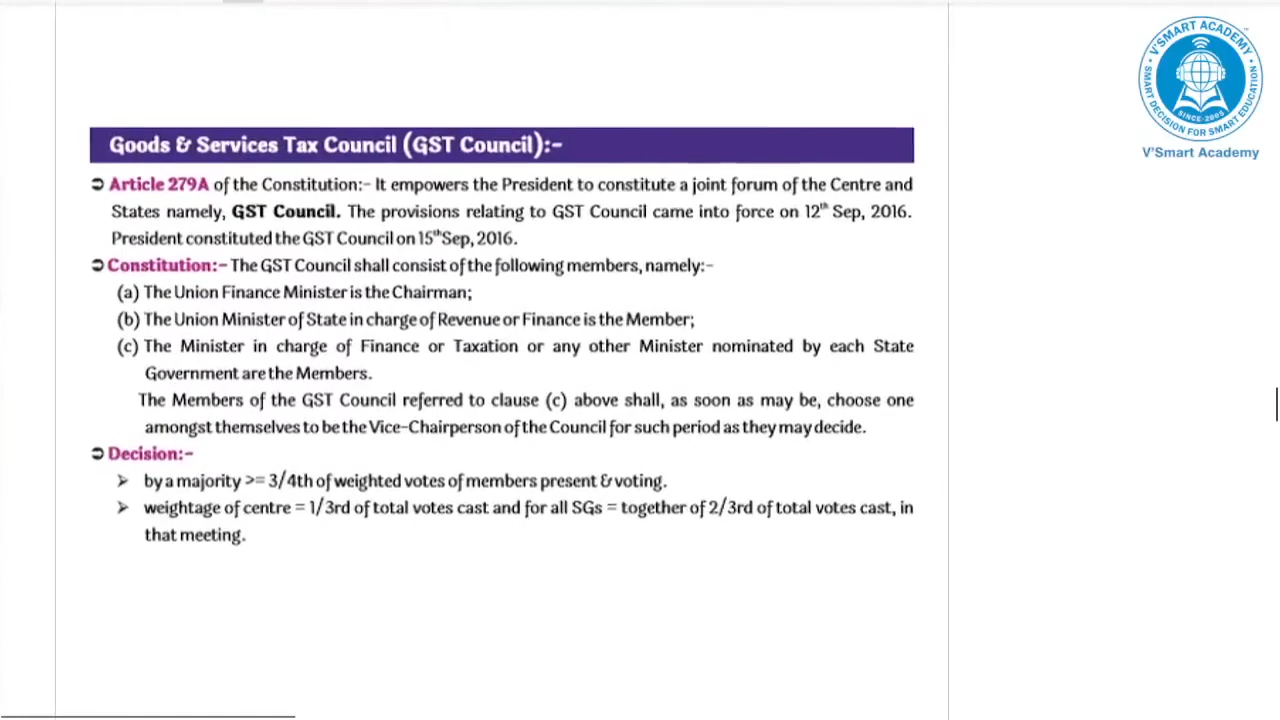 V'SMART ACADEMY
SMART DECISION FOR SMART EDUCATION
SINCE-2005
V'Smart Academy
Goods & Services Tax Council (GST Council):-
➲ Article 279A of the Constitution:- It empowers the President to constitute a joint forum of the Centre and
States namely, GST Council. The provisions relating to GST Council came into force on 12th Sep, 2016.
President constituted the GST Council on 15th Sep, 2016.
➲ Constitution:- The GST Council shall consist of the following members, namely:-
(a) The Union Finance Minister is the Chairman;
(b) The Union Minister of State in charge of Revenue or Finance is the Member;
(c) The Minister in charge of Finance or Taxation or any other Minister nominated by each State
Government are the Members.
The Members of the GST Council referred to clause (c) above shall, as soon as may be, choose one
amongst themselves to be the Vice-Chairperson of the Council for such period as they may decide.
➲ Decision:-
➢ by a majority >= 3/4th of weighted votes of members present & voting.
➢ weightage of centre = 1/3rd of total votes cast and for all SGs = together of 2/3rd of total votes cast, in
that meeting.